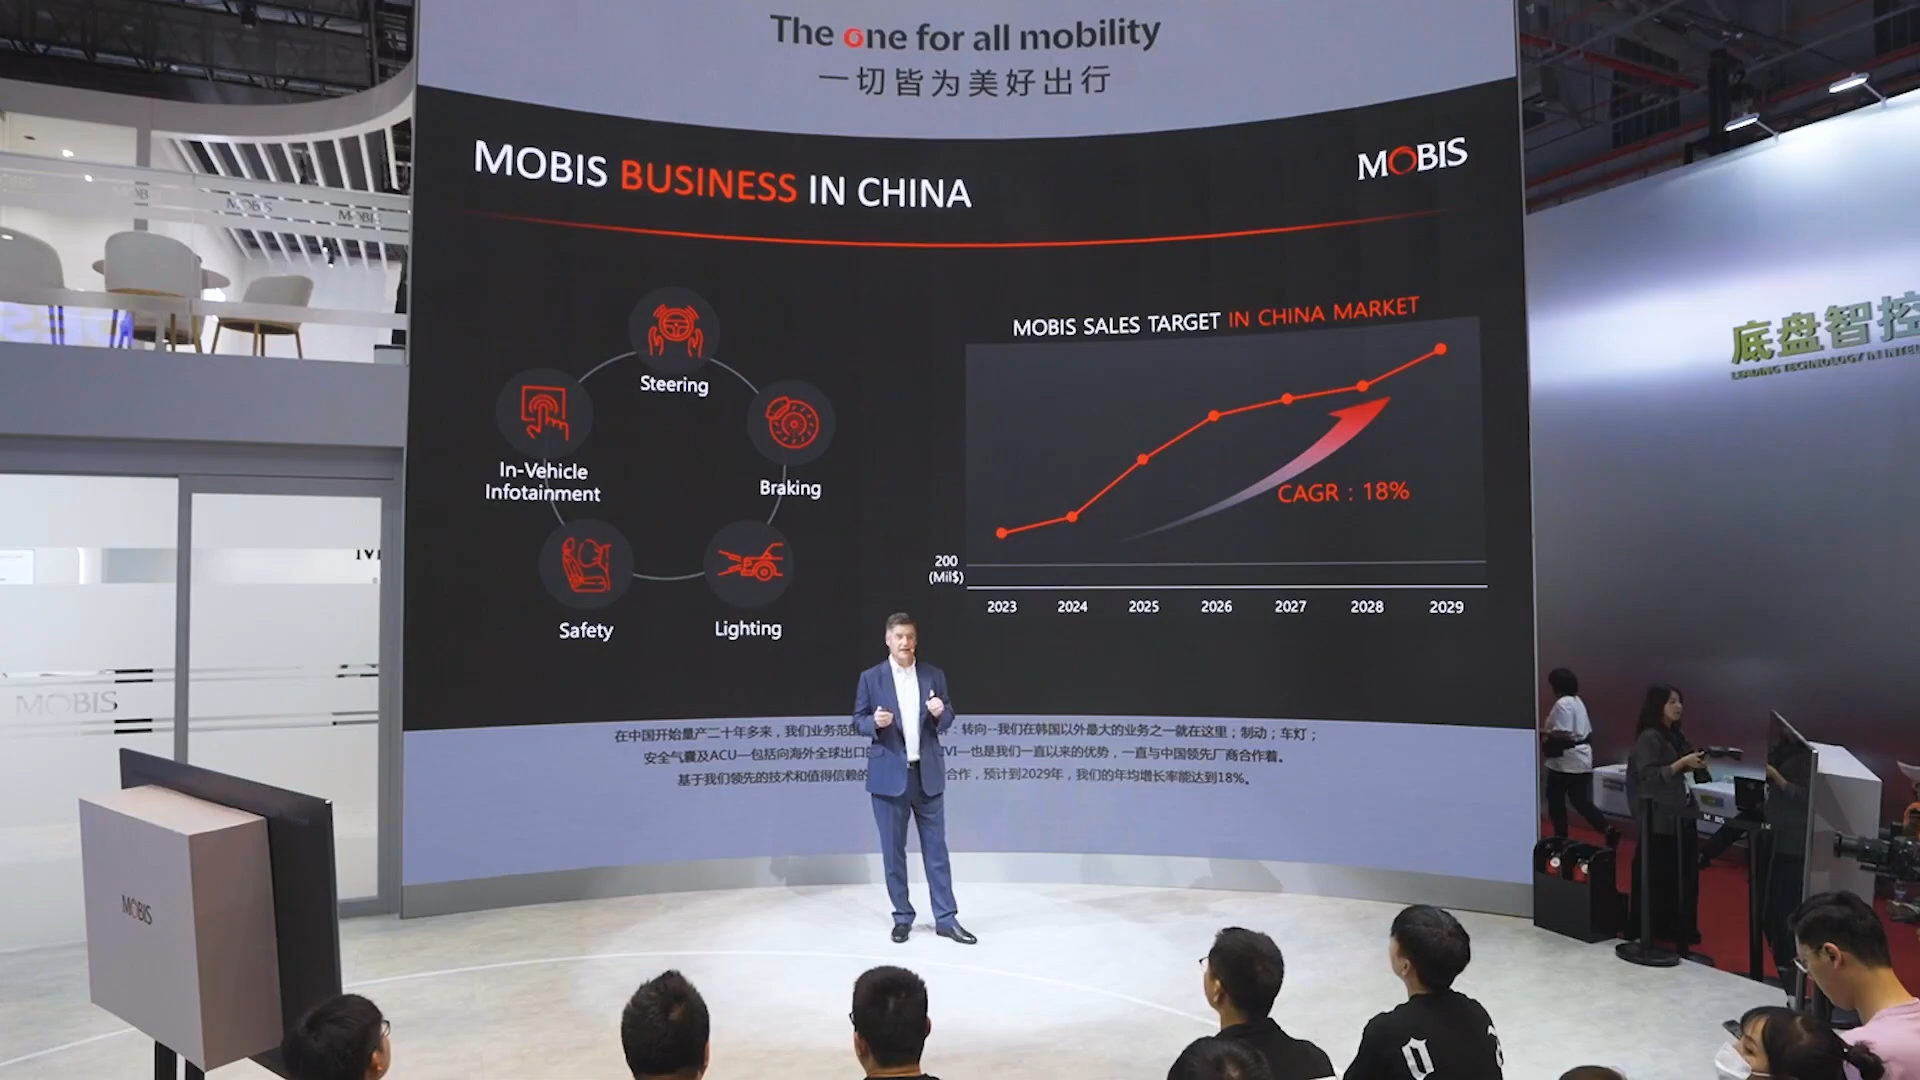 The one for all mobility
一切皆为美好出行
MOBIS BUSINESS IN CHINA
MOBIS
MOBIS SALES TARGET IN CHINA MARKET
Steering
In-Vehicle
Infotainment
Braking
Safety
Lighting
CAGR : 18%
200
(Mil$)
2023 2024 2025 2026 2027 2028 2029
在中国开始量产二十年多来，我们业务范 ：转向--我们在韩国以外最大的业务之一就在这里；制动；车灯；
安全气囊及ACU—包括向海外全球出口 IVI—也是我们一直以来的优势，一直与中国领先厂商合作着。
基于我们领先的技术和值得信赖的 合作，预计到2029年，我们的年均增长率能达到18%。
底盘智控
LEADING TECHNOLOGY IN
MOBIS
MOBIS
MOBIS
MOBIS
IVI